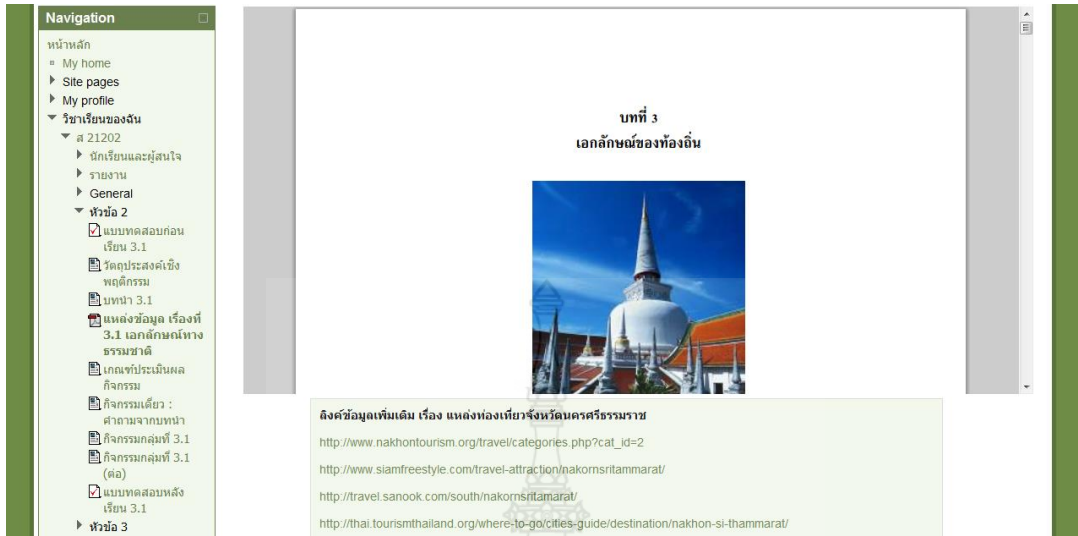 Navigation
หน้าหลัก
My home
Site pages
My profile
วิชาเรียนของฉัน
ส 21202
นักเรียนและผู้สนใจ
รายงาน
General
หัวข้อ 2
แบบทดสอบก่อน
เรียน 3.1
วัตถุประสงค์เชิง
พฤติกรรม
บทนำ 3.1
แหล่งข้อมูล เรื่องที่
3.1 เอกลักษณ์ทาง
ธรรมชาติ
เกณฑ์ประเมินผล
กิจกรรม
กิจกรรมเดี่ยว :
คำถามจากบทนำ
กิจกรรมกลุ่มที่ 3.1
กิจกรรมกลุ่มที่ 3.1
(ต่อ)
แบบทดสอบหลัง
เรียน 3.1
หัวข้อ 3
บทที่ 3
เอกลักษณ์ของท้องถิ่น
ลิงค์ข้อมูลเพิ่มเติม เรื่อง แหล่งท่องเที่ยวจังหวัดนครศรีธรรมราช
http://www.nakhontourism.org/travel/categories.php?cat_id=2
http://www.siamfreestyle.com/travel-attraction/nakornsritammarat/
http://travel.sanook.com/south/nakornsritamarat/
http://thai.tourismthailand.org/where-to-go/cities-guide/destination/nakhon-si-thammarat/